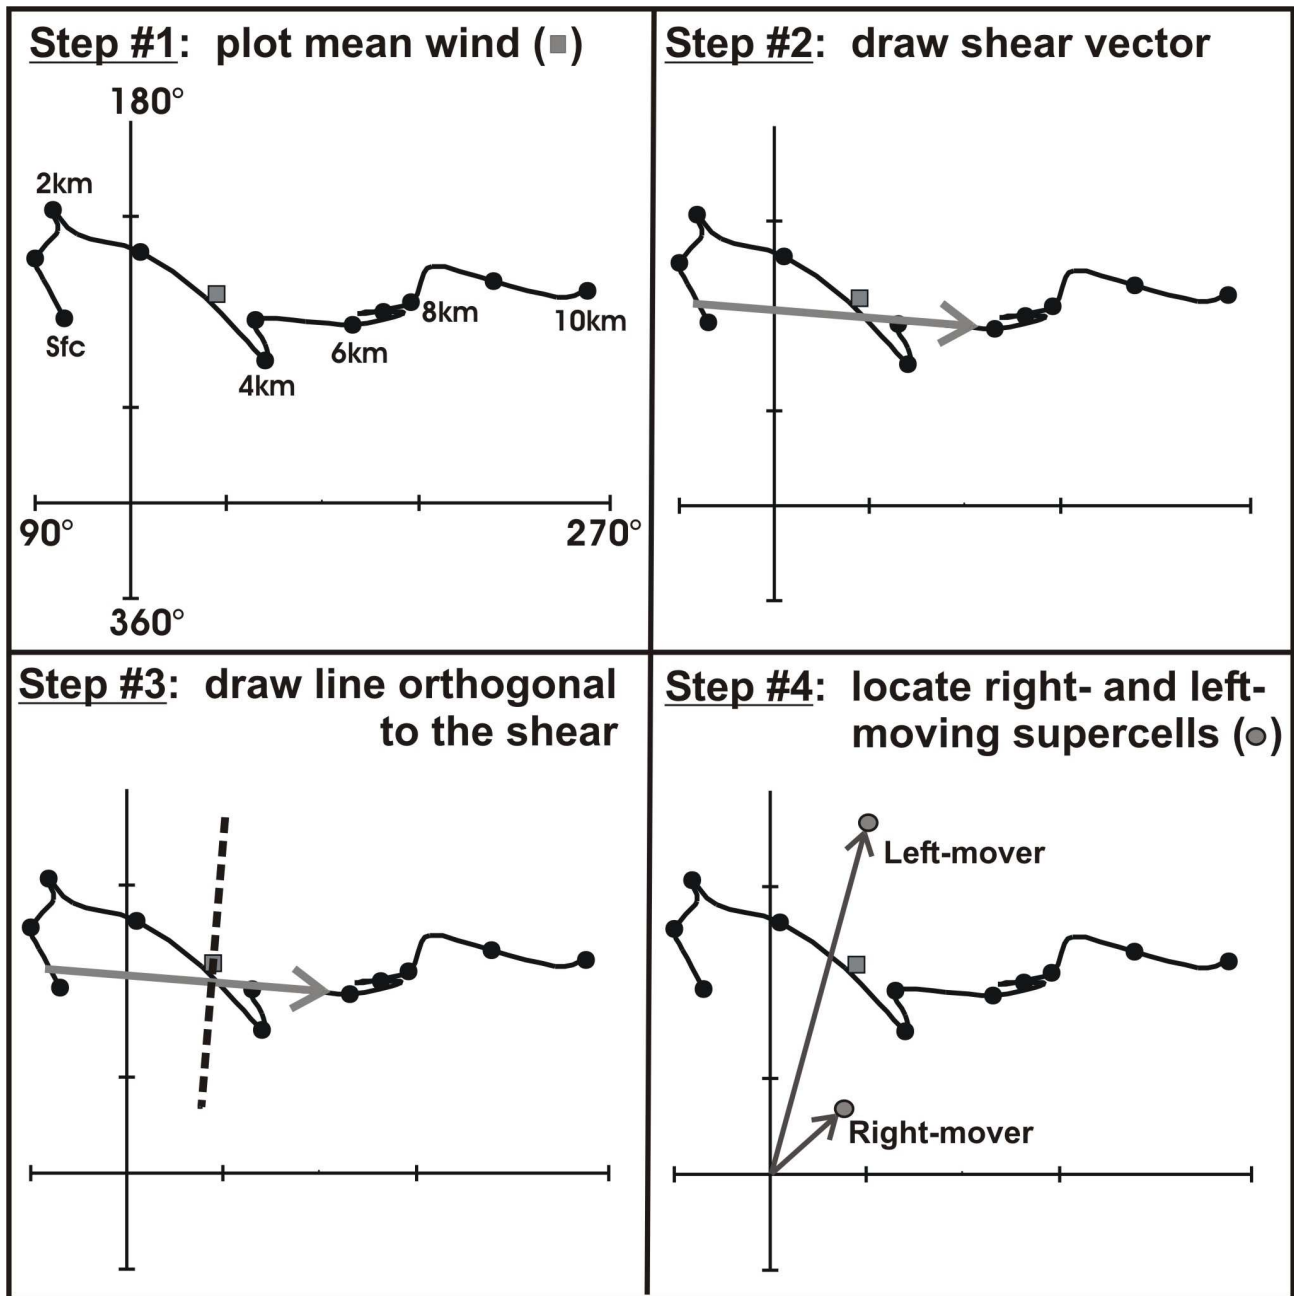 Step #1: plot mean wind (■)
180°
2km
Sfc
4km
6km
8km
10km
90°
270°
360°
Step #2: draw shear vector
Step #3: draw line orthogonal
to the shear
Step #4: locate right- and left-
moving supercells (●)
Left-mover
Right-mover